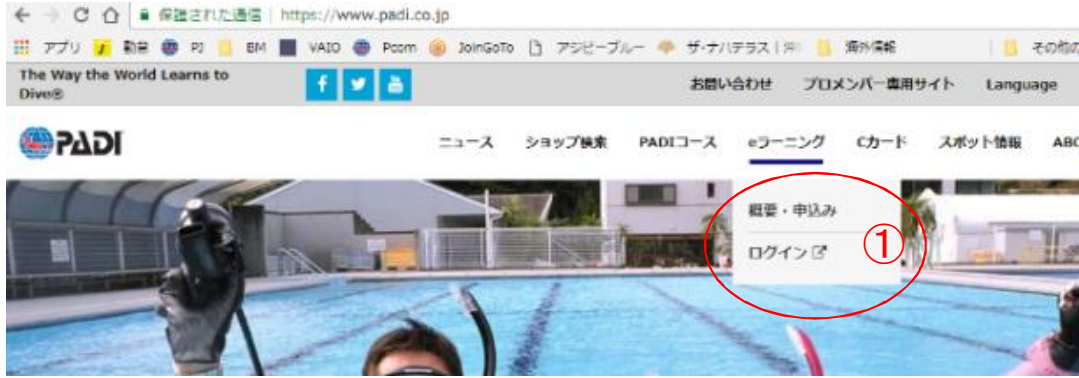 保護された通信 | https://www.padi.co.jp
アプリ 勤怠 PJ BM VAIO Pcom JoinGoTo アジビーブルー ザ・ナハテラス | 沖 海外情報 その他の
The Way the World Learns to
Dive®
お問い合わせ プロメンバー専用サイト Language
PADI
ニュース ショップ検索 PADIコース eラーニング Cカード スポット情報 ABO
概要・申込み
ログイン
①